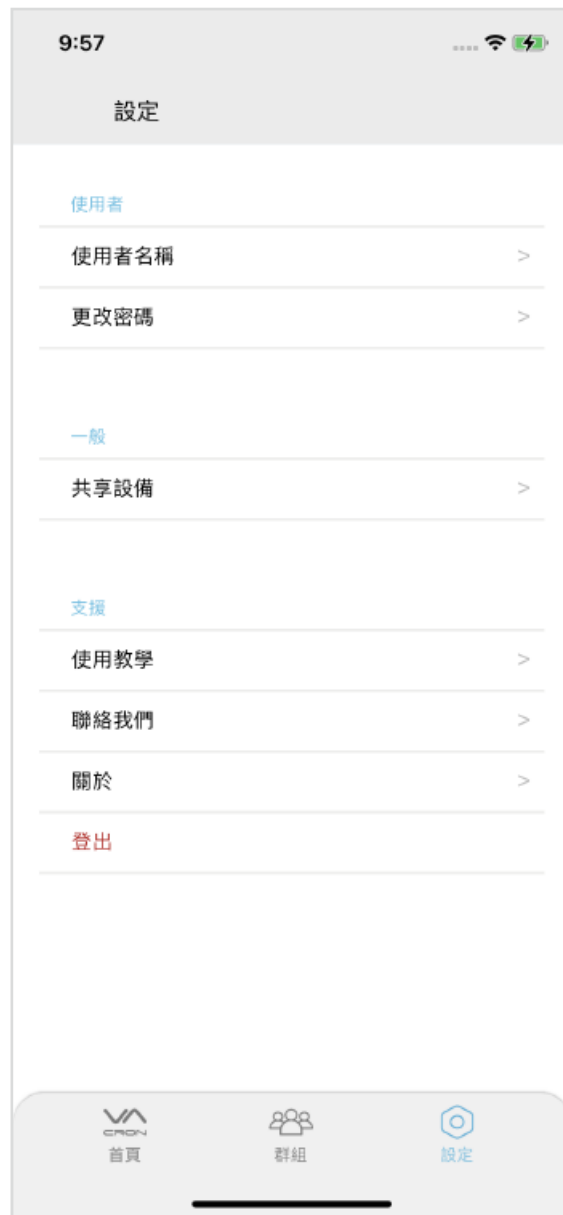 9:57
設定
使用者
使用者名稱 >
更改密碼 >
一般
共享設備 >
支援
使用教學 >
聯絡我們 >
關於 >
登出
VA CRON
首頁
群組
設定